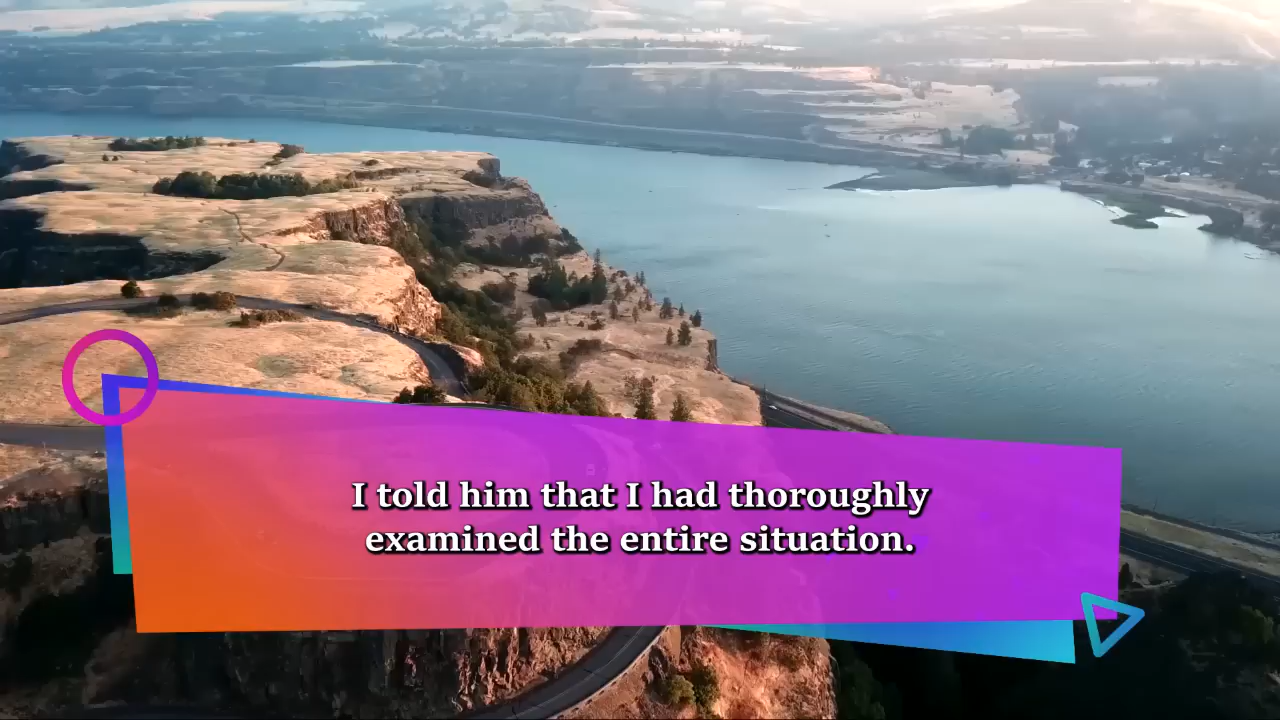 I told him that I had thoroughly
examined the entire situation.